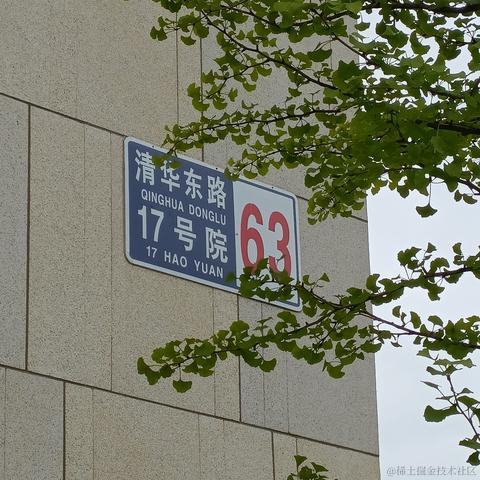 清华东路
QINGHUA DONGLU
17号院
17 HAO YUAN
63
@稀土掘金技术社区